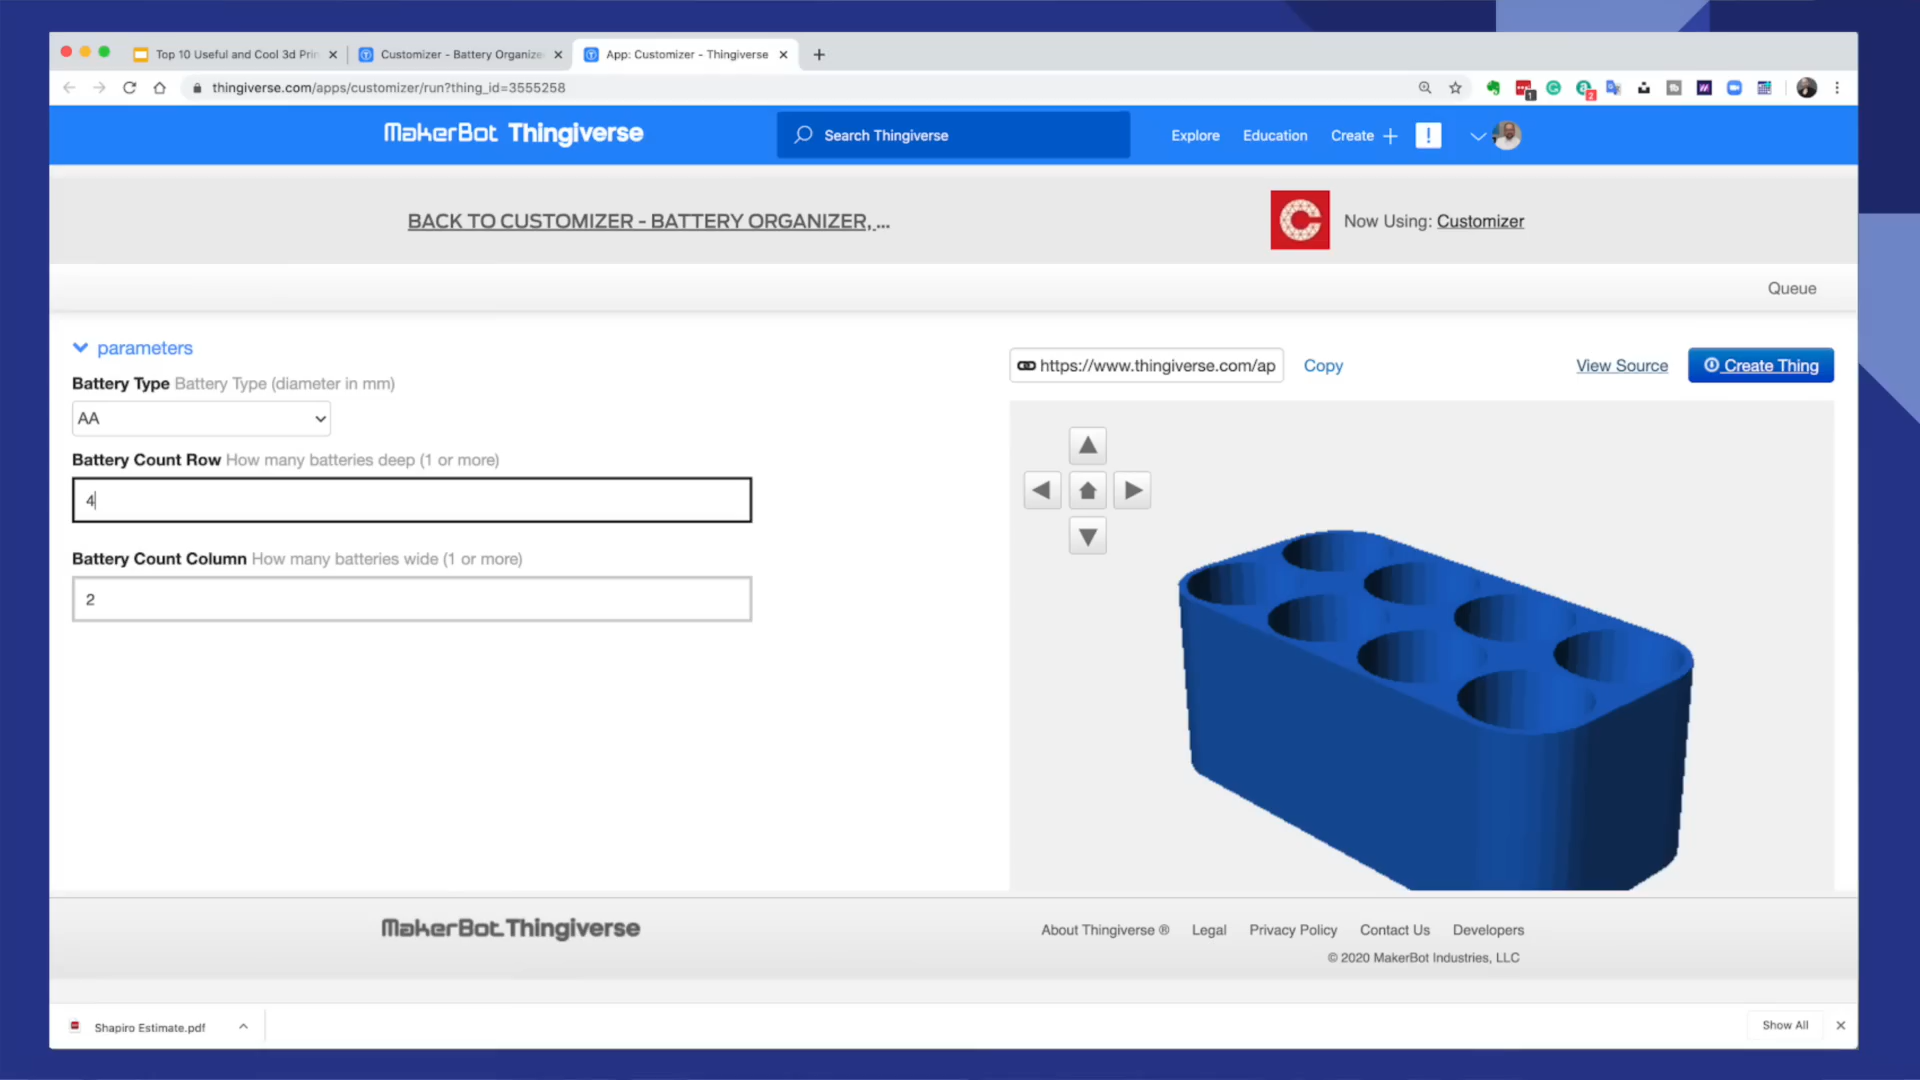 Top 10 Useful and Cool 3d Prin
Customizer - Battery Organize
App: Customizer - Thingiverse
thingiverse.com/apps/customizer/run?thing_id=3555258
1
2
MakerBot Thingiverse
Search Thingiverse
Explore
Education
Create +
!
BACK TO CUSTOMIZER - BATTERY ORGANIZER, ...
Now Using: Customizer
Queue
parameters
Battery Type Battery Type (diameter in mm)
AA
Battery Count Row How many batteries deep (1 or more)
4
Battery Count Column How many batteries wide (1 or more)
2
https://www.thingiverse.com/ap
Copy
View Source
Create Thing
MakerBot Thingiverse
About Thingiverse ®
Legal
Privacy Policy
Contact Us
Developers
© 2020 MakerBot Industries, LLC
Shapiro Estimate.pdf
Show All